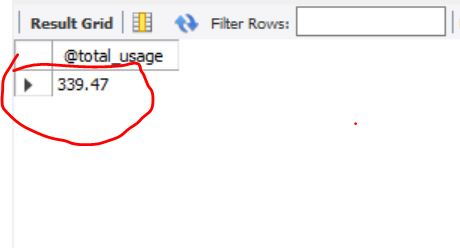 Result Grid Filter Rows:
@total_usage
339.47